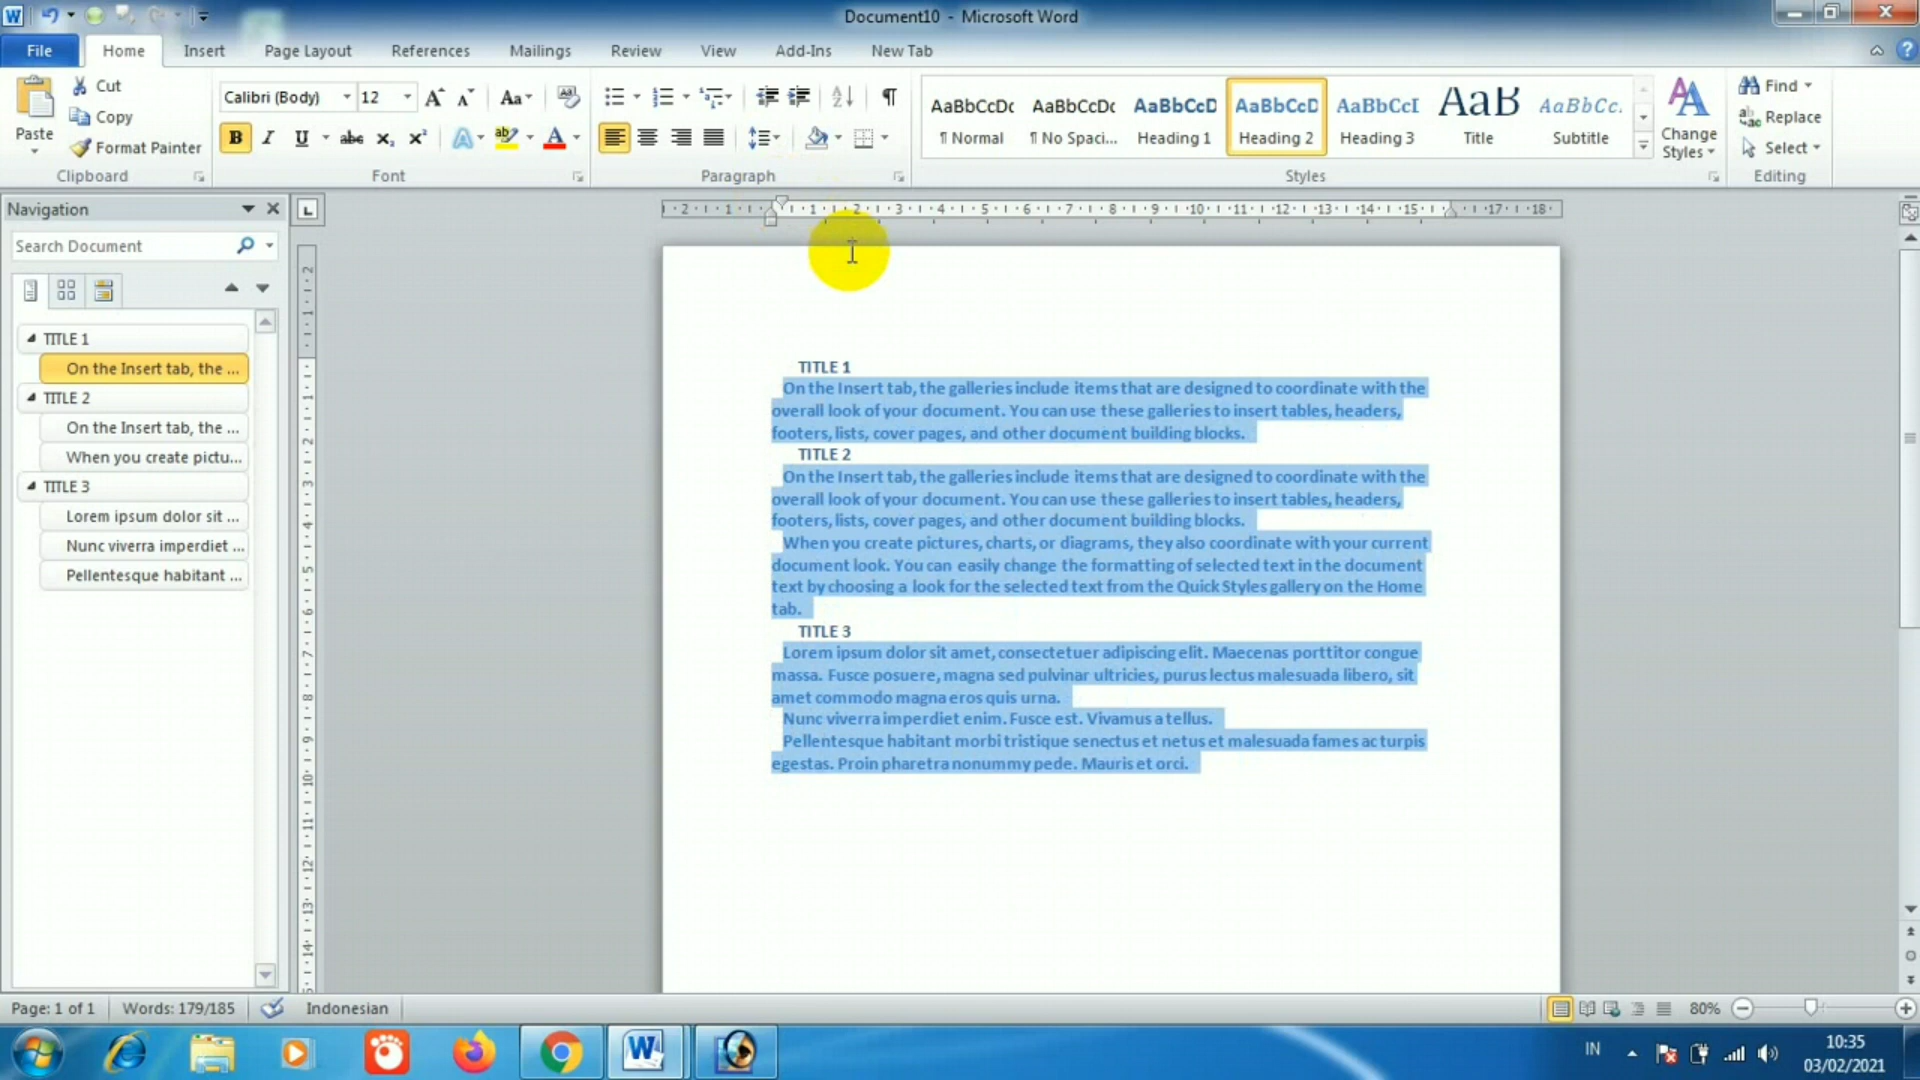 Document10 - Microsoft Word
File Home Insert Page Layout References Mailings Review View Add-Ins New Tab
Cut
Copy
Format Painter
Paste
Clipboard
Calibri (Body) 12
Font
Paragraph
AaBbCcDc AaBbCcDc AaBbCcD AaBbCcD AaBbCcI AaB AaBbCc.
¶ Normal ¶ No Spaci... Heading 1 Heading 2 Heading 3 Title Subtitle
Change
Styles
Styles
Find
Replace
Select
Editing
Navigation
Search Document
TITLE 1
On the Insert tab, the ...
TITLE 2
On the Insert tab, the ...
When you create pictu...
TITLE 3
Lorem ipsum dolor sit ...
Nunc viverra imperdiet ...
Pellentesque habitant ...
TITLE 1
On the Insert tab, the galleries include items that are designed to coordinate with the
overall look of your document. You can use these galleries to insert tables, headers,
footers, lists, cover pages, and other document building blocks.
TITLE 2
On the Insert tab, the galleries include items that are designed to coordinate with the
overall look of your document. You can use these galleries to insert tables, headers,
footers, lists, cover pages, and other document building blocks.
When you create pictures, charts, or diagrams, they also coordinate with your current
document look. You can easily change the formatting of selected text in the document
text by choosing a look for the selected text from the Quick Styles gallery on the Home
tab.
TITLE 3
Lorem ipsum dolor sit amet, consectetuer adipiscing elit. Maecenas porttitor congue
massa. Fusce posuere, magna sed pulvinar ultricies, purus lectus malesuada libero, sit
amet commodo magna eros quis urna.
Nunc viverra imperdiet enim. Fusce est. Vivamus a tellus.
Pellentesque habitant morbi tristique senectus et netus et malesuada fames ac turpis
egestas. Proin pharetra nonummy pede. Mauris et orci.
Page: 1 of 1 Words: 179/185 Indonesian 80%
IN
10:35
03/02/2021